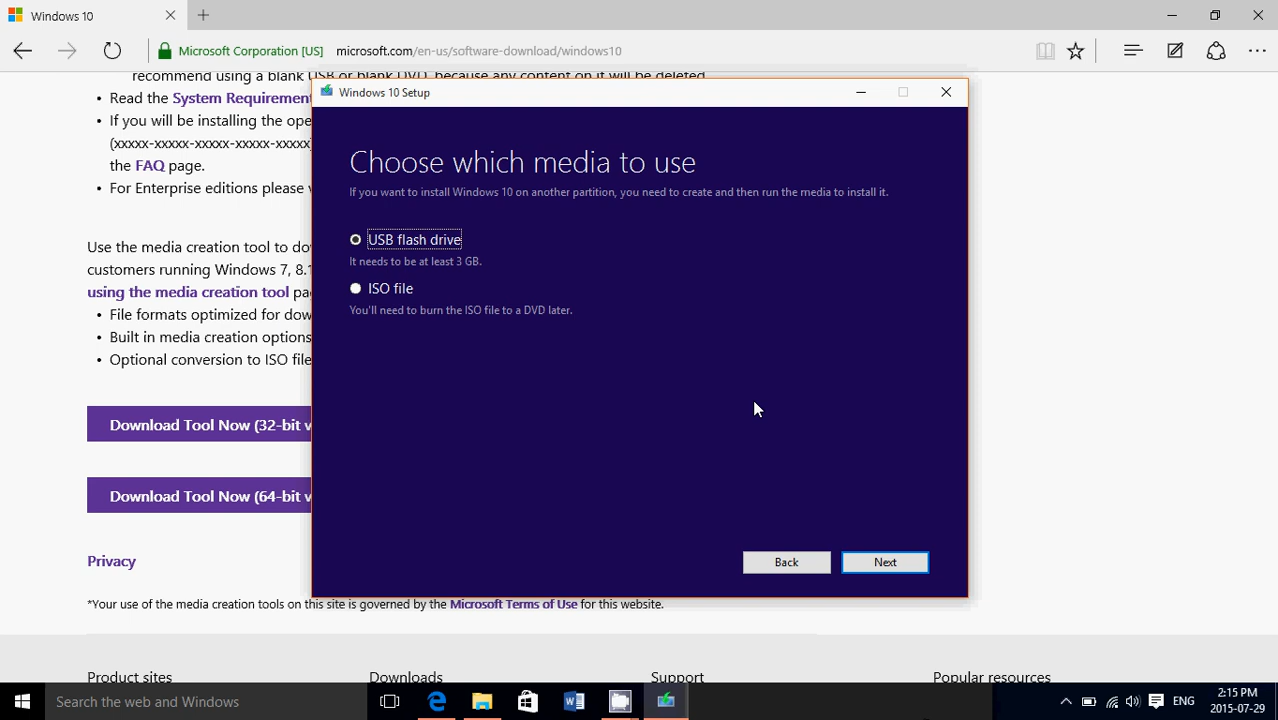 Windows 10
Microsoft Corporation [US] microsoft.com/en-us/software-download/windows10
recommend using a blank USB or blank DVD, because any content on it will be deleted.
• Read the System Requirement
• If you will be installing the ope
(xxxxx-xxxxx-xxxxx-xxxxx-xxxxx)
the FAQ page.
• For Enterprise editions please v
Use the media creation tool to do
customers running Windows 7, 8.1
using the media creation tool pa
• File formats optimized for dow
• Built in media creation options
• Optional conversion to ISO file
Download Tool Now (32-bit v
Download Tool Now (64-bit v
Privacy
*Your use of the media creation tools on this site is governed by the Microsoft Terms of Use for this website.
Product sites
Downloads
Support
Popular resources
Windows 10 Setup
Choose which media to use
If you want to install Windows 10 on another partition, you need to create and then run the media to install it.
USB flash drive
It needs to be at least 3 GB.
ISO file
You'll need to burn the ISO file to a DVD later.
Back
Next
Search the web and Windows
ENG
2:15 PM
2015-07-29